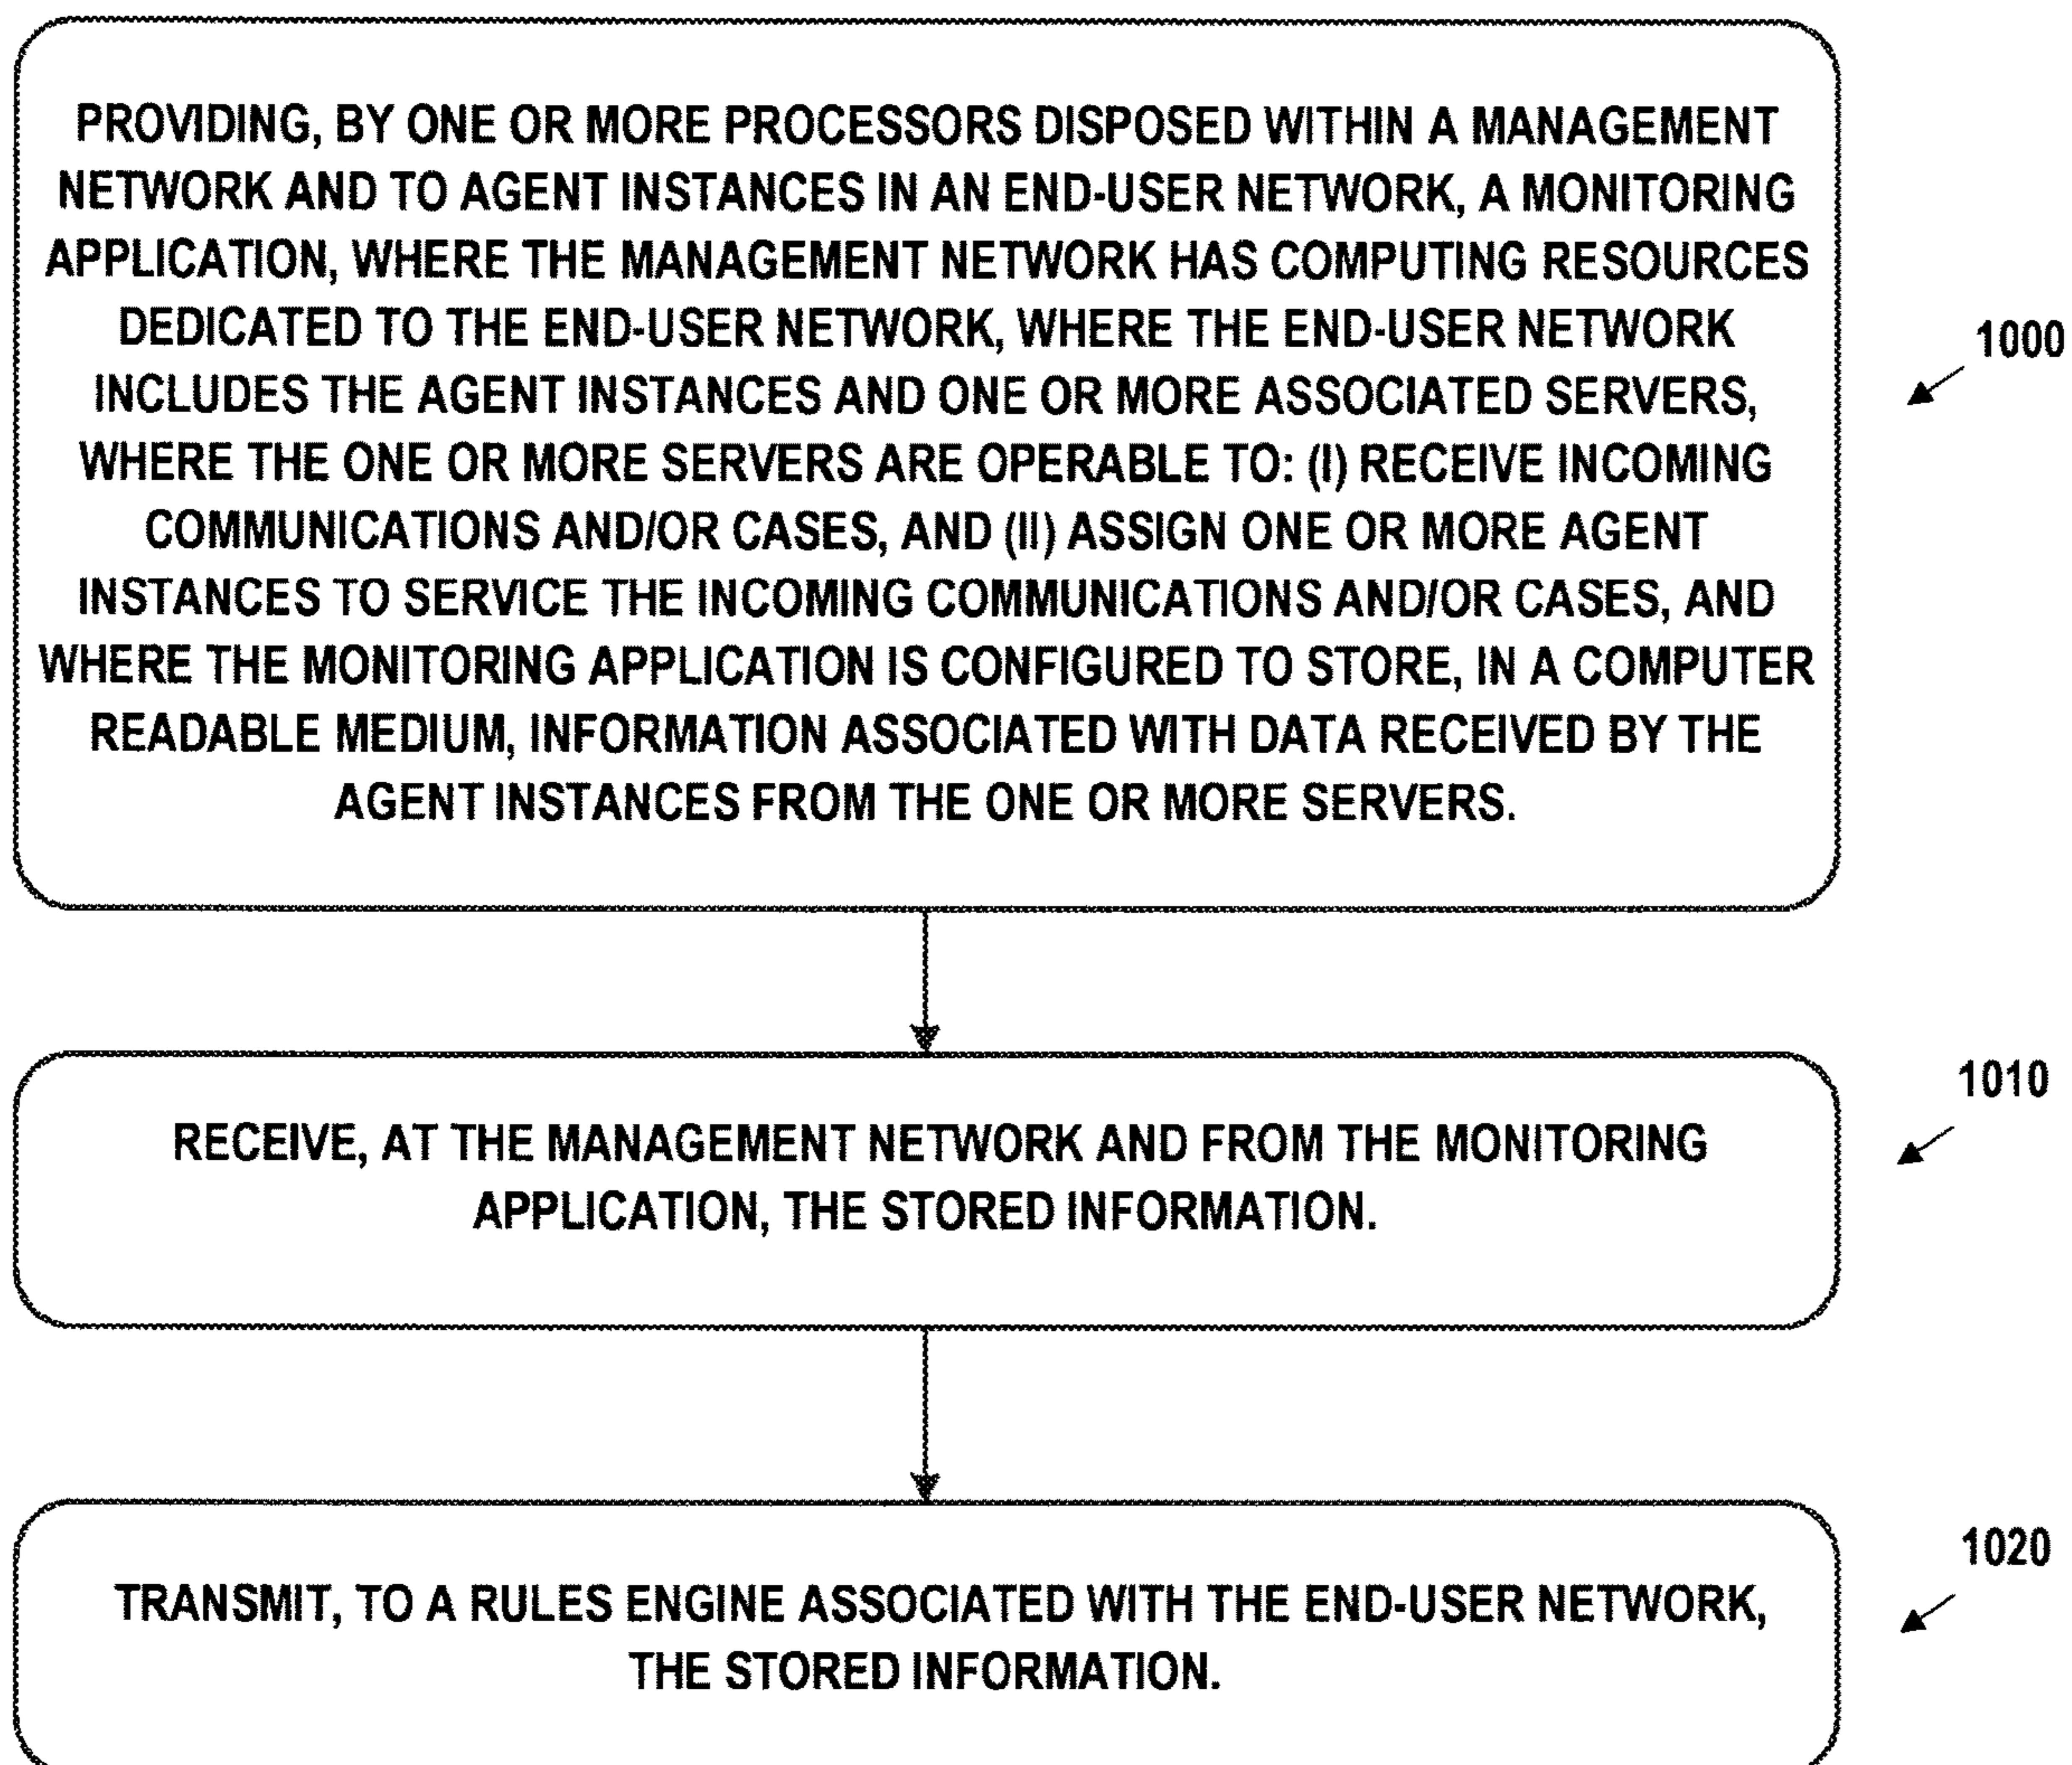 PROVIDING, BY ONE OR MORE PROCESSORS DISPOSED WITHIN A MANAGEMENT
NETWORK AND TO AGENT INSTANCES IN AN END-USER NETWORK, A MONITORING
APPLICATION, WHERE THE MANAGEMENT NETWORK HAS COMPUTING RESOURCES
DEDICATED TO THE END-USER NETWORK, WHERE THE END-USER NETWORK
INCLUDES THE AGENT INSTANCES AND ONE OR MORE ASSOCIATED SERVERS,
WHERE THE ONE OR MORE SERVERS ARE OPERABLE TO: (I) RECEIVE INCOMING
COMMUNICATIONS AND/OR CASES, AND (II) ASSIGN ONE OR MORE AGENT
INSTANCES TO SERVICE THE INCOMING COMMUNICATIONS AND/OR CASES, AND
WHERE THE MONITORING APPLICATION IS CONFIGURED TO STORE, IN A COMPUTER
READABLE MEDIUM, INFORMATION ASSOCIATED WITH DATA RECEIVED BY THE
AGENT INSTANCES FROM THE ONE OR MORE SERVERS.
1000
RECEIVE, AT THE MANAGEMENT NETWORK AND FROM THE MONITORING
APPLICATION, THE STORED INFORMATION.
1010
TRANSMIT, TO A RULES ENGINE ASSOCIATED WITH THE END-USER NETWORK,
THE STORED INFORMATION.
1020